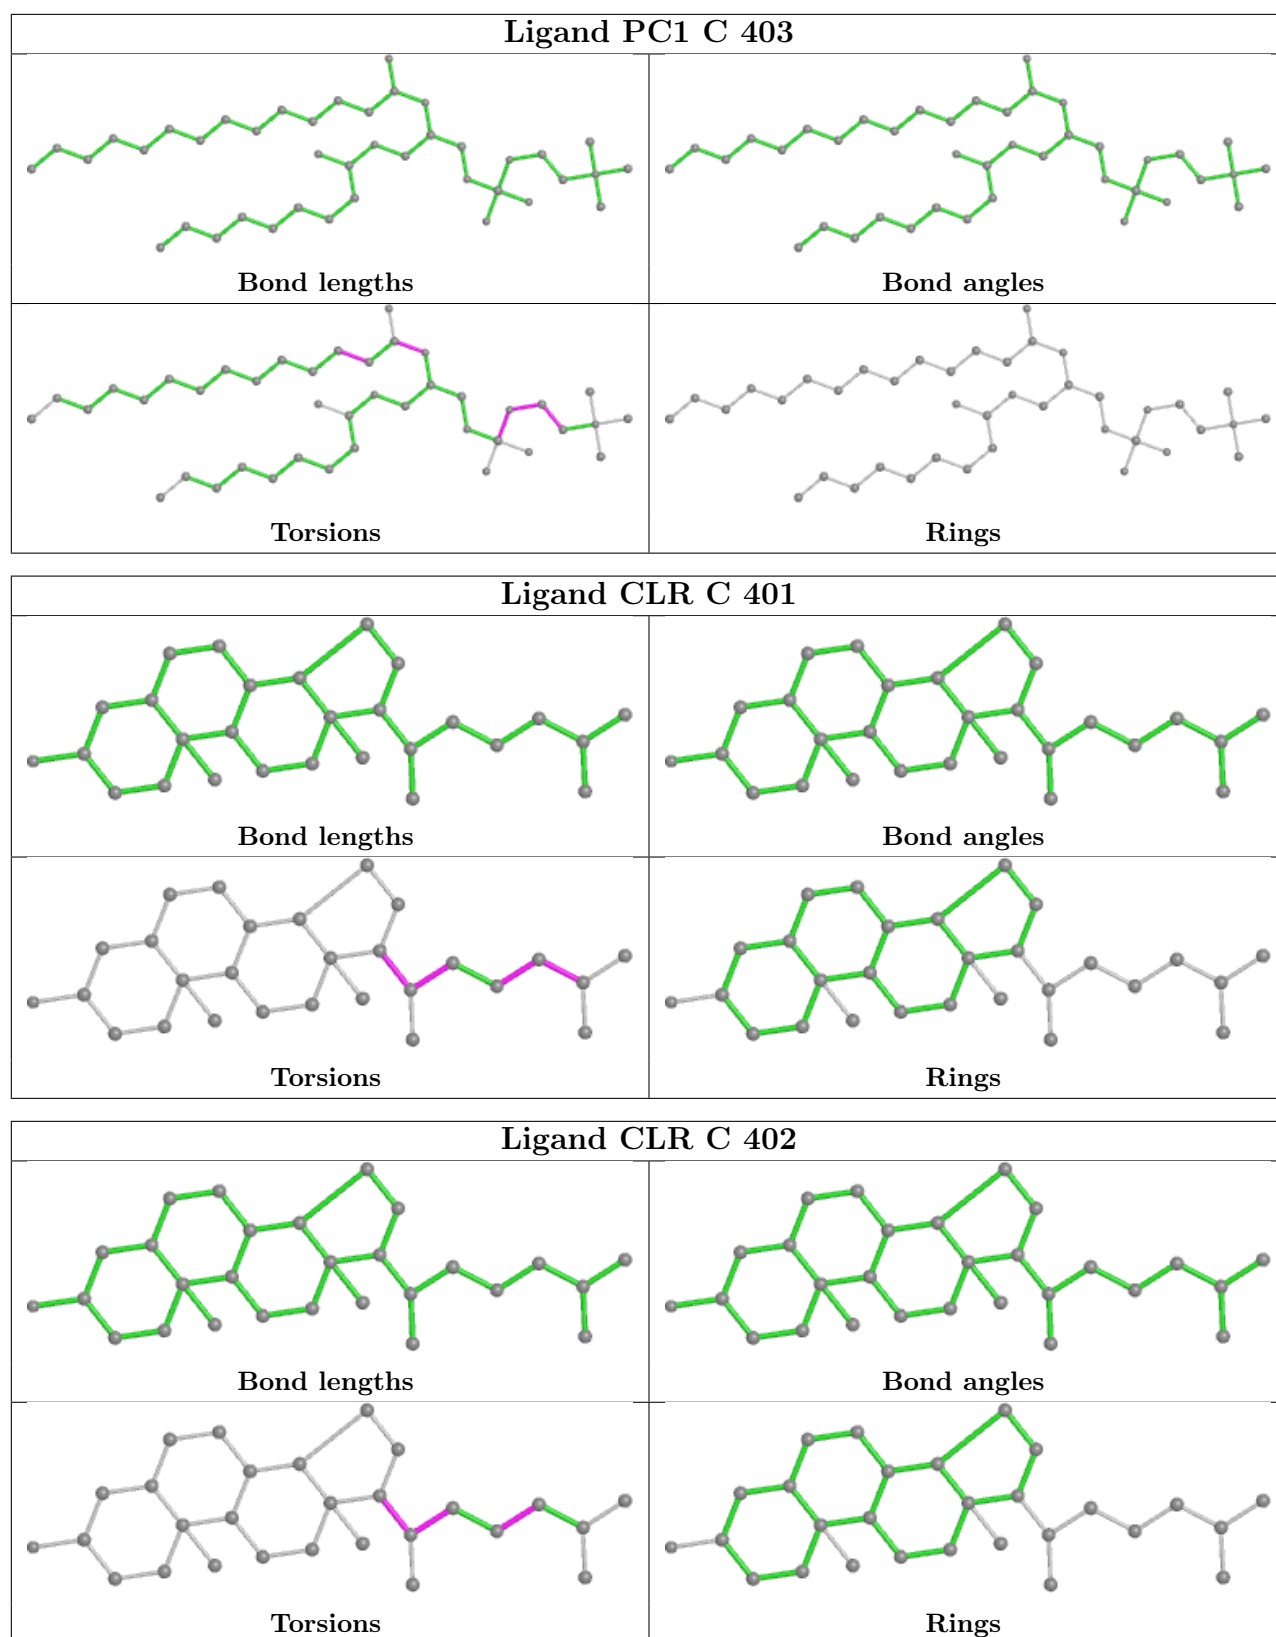 Ligand PC1 C 403
Bond lengths
Bond angles
Torsions
Rings
Ligand CLR C 401
Bond lengths
Bond angles
Torsions
Rings
Ligand CLR C 402
Bond lengths
Bond angles
Torsions
Rings